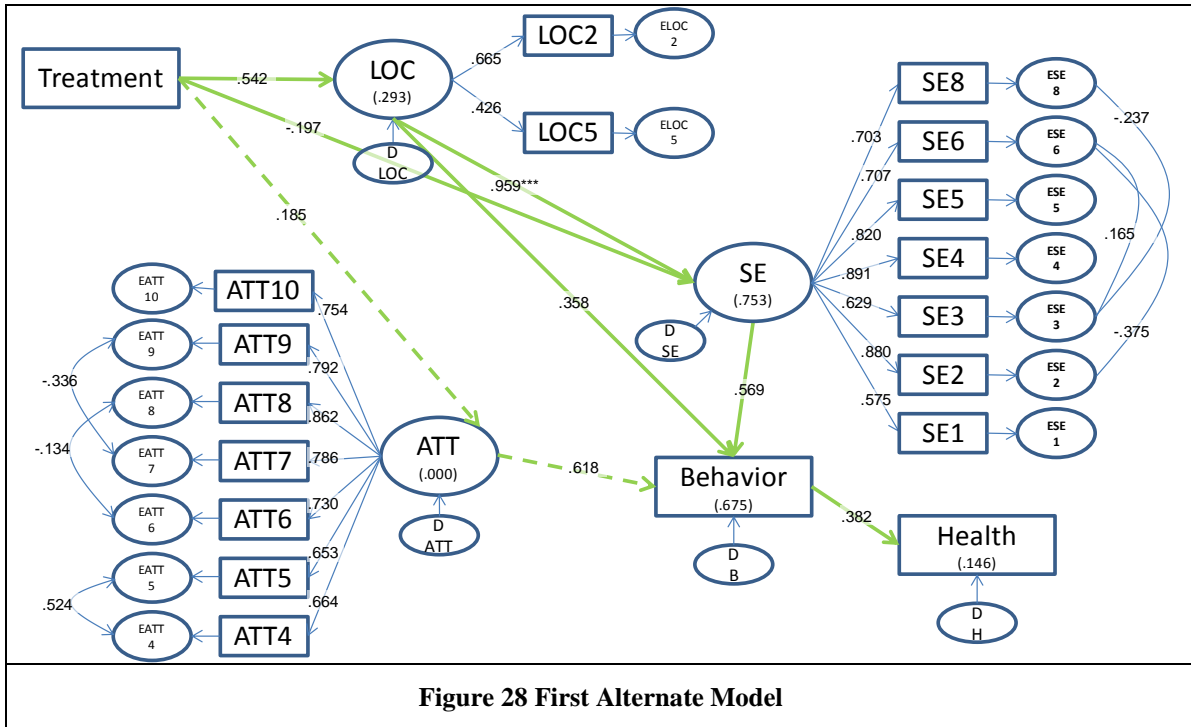 Treatment
.542
-.197
.185
LOC
(.293)
D
LOC
.665
.426
LOC2
ELOC
2
LOC5
ELOC
5
.959***
.358
SE
(.753)
D
SE
.569
.703
.707
.820
.891
.629
.880
.575
SE8
ESE
8
SE6
ESE
6
SE5
ESE
5
SE4
ESE
4
SE3
ESE
3
SE2
ESE
2
SE1
ESE
1
-.237
.165
-.375
EATT
10
ATT10
.754
EATT
9
ATT9
.792
EATT
8
ATT8
.862
EATT
7
ATT7
.786
EATT
6
ATT6
.730
EATT
5
ATT5
.653
EATT
4
ATT4
.664
-.336
-.134
.524
ATT
(.000)
D
ATT
.618
Behavior
(.675)
D
B
.382
Health
(.146)
D
H
Figure 28 First Alternate Model